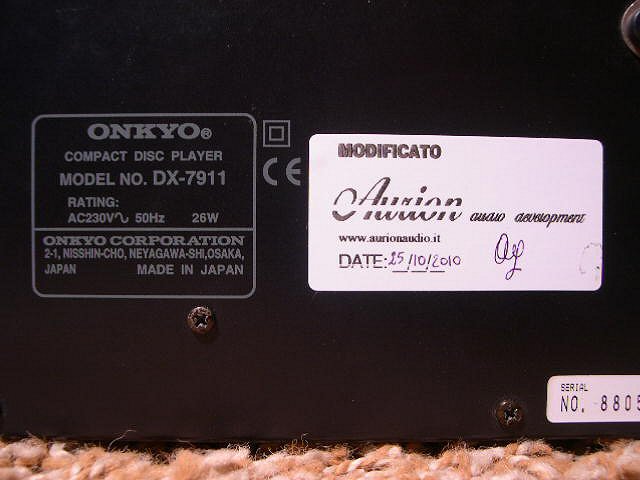 ONKYO®
COMPACT DISC PLAYER
MODEL NO. DX-7911
RATING:
AC230V∿ 50Hz 26W
ONKYO CORPORATION
2-1, NISSHIN-CHO, NEYAGAWA-SHI, OSAKA,
JAPAN MADE IN JAPAN
CE
MODIFICATO
Aurion audio development
www.aurionaudio.it
DATE: 25/10/2010
SERIAL
NO. 8805